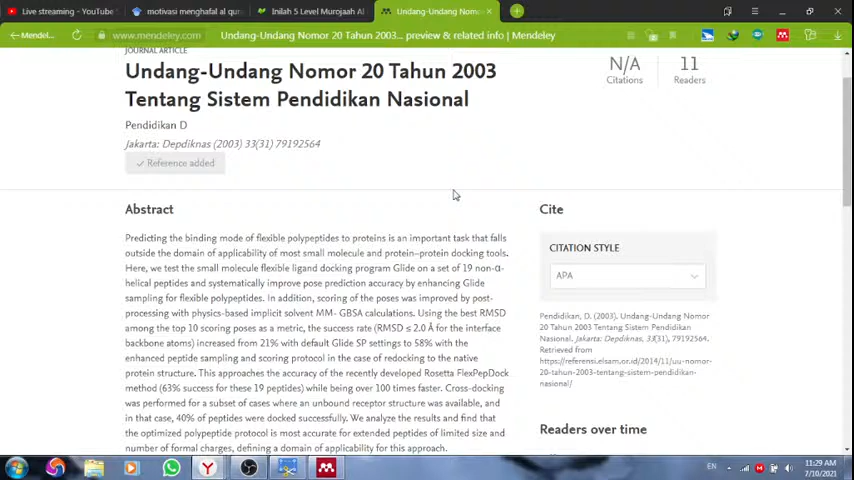 Live streaming - YouTube
motivasi menghafal al qur
Inilah 5 Level Murojaah Al
Undang-Undang Nomo
Mendel...
www.mendeley.com
Undang-Undang Nomor 20 Tahun 2003... preview & related info | Mendeley
JOURNAL ARTICLE
Undang-Undang Nomor 20 Tahun 2003
Tentang Sistem Pendidikan Nasional
N/A
Citations
11
Readers
Pendidikan D
Jakarta: Depdiknas (2003) 33(31) 79192564
Reference added
Abstract
Predicting the binding mode of flexible polypeptides to proteins is an important task that falls
outside the domain of applicability of most small molecule and protein−protein docking tools.
Here, we test the small molecule flexible ligand docking program Glide on a set of 19 non-α-
helical peptides and systematically improve pose prediction accuracy by enhancing Glide
sampling for flexible polypeptides. In addition, scoring of the poses was improved by post-
processing with physics-based implicit solvent MM- GBSA calculations. Using the best RMSD
among the top 10 scoring poses as a metric, the success rate (RMSD ≤ 2.0 Å for the interface
backbone atoms) increased from 21% with default Glide SP settings to 58% with the
enhanced peptide sampling and scoring protocol in the case of redocking to the native
protein structure. This approaches the accuracy of the recently developed Rosetta FlexPepDock
method (63% success for these 19 peptides) while being over 100 times faster. Cross-docking
was performed for a subset of cases where an unbound receptor structure was available, and
in that case, 40% of peptides were docked successfully. We analyze the results and find that
the optimized polypeptide protocol is most accurate for extended peptides of limited size and
number of formal charges, defining a domain of applicability for this approach.
Cite
CITATION STYLE
APA
Pendidikan, D. (2003). Undang-Undang Nomor
20 Tahun 2003 Tentang Sistem Pendidikan
Nasional. Jakarta: Depdiknas, 33(31), 79192564.
Retrieved from
https://referensi.elsam.or.id/2014/11/uu-nomor-
20-tahun-2003-tentang-sistem-pendidikan-
nasional/
Readers over time
EN
11:29 AM
7/10/2021